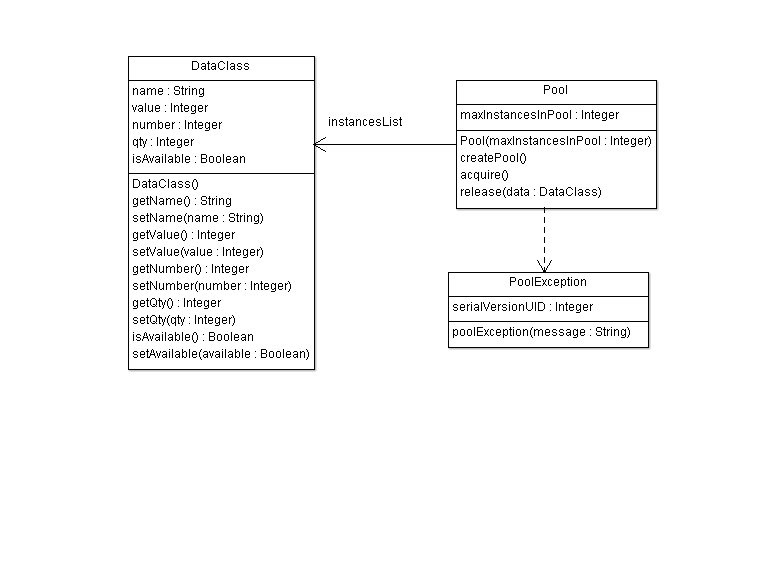 DataClass
name : String
value : Integer
number : Integer
qty : Integer
isAvailable : Boolean
DataClass()
getName() : String
setName(name : String)
getValue() : Integer
setValue(value : Integer)
getNumber() : Integer
setNumber(number : Integer)
getQty() : Integer
setQty(qty : Integer)
isAvailable() : Boolean
setAvailable(available : Boolean)
instancesList
Pool
maxInstancesInPool : Integer
Pool(maxInstancesInPool : Integer)
createPool()
acquire()
release(data : DataClass)
PoolException
serialVersionUID : Integer
poolException(message : String)